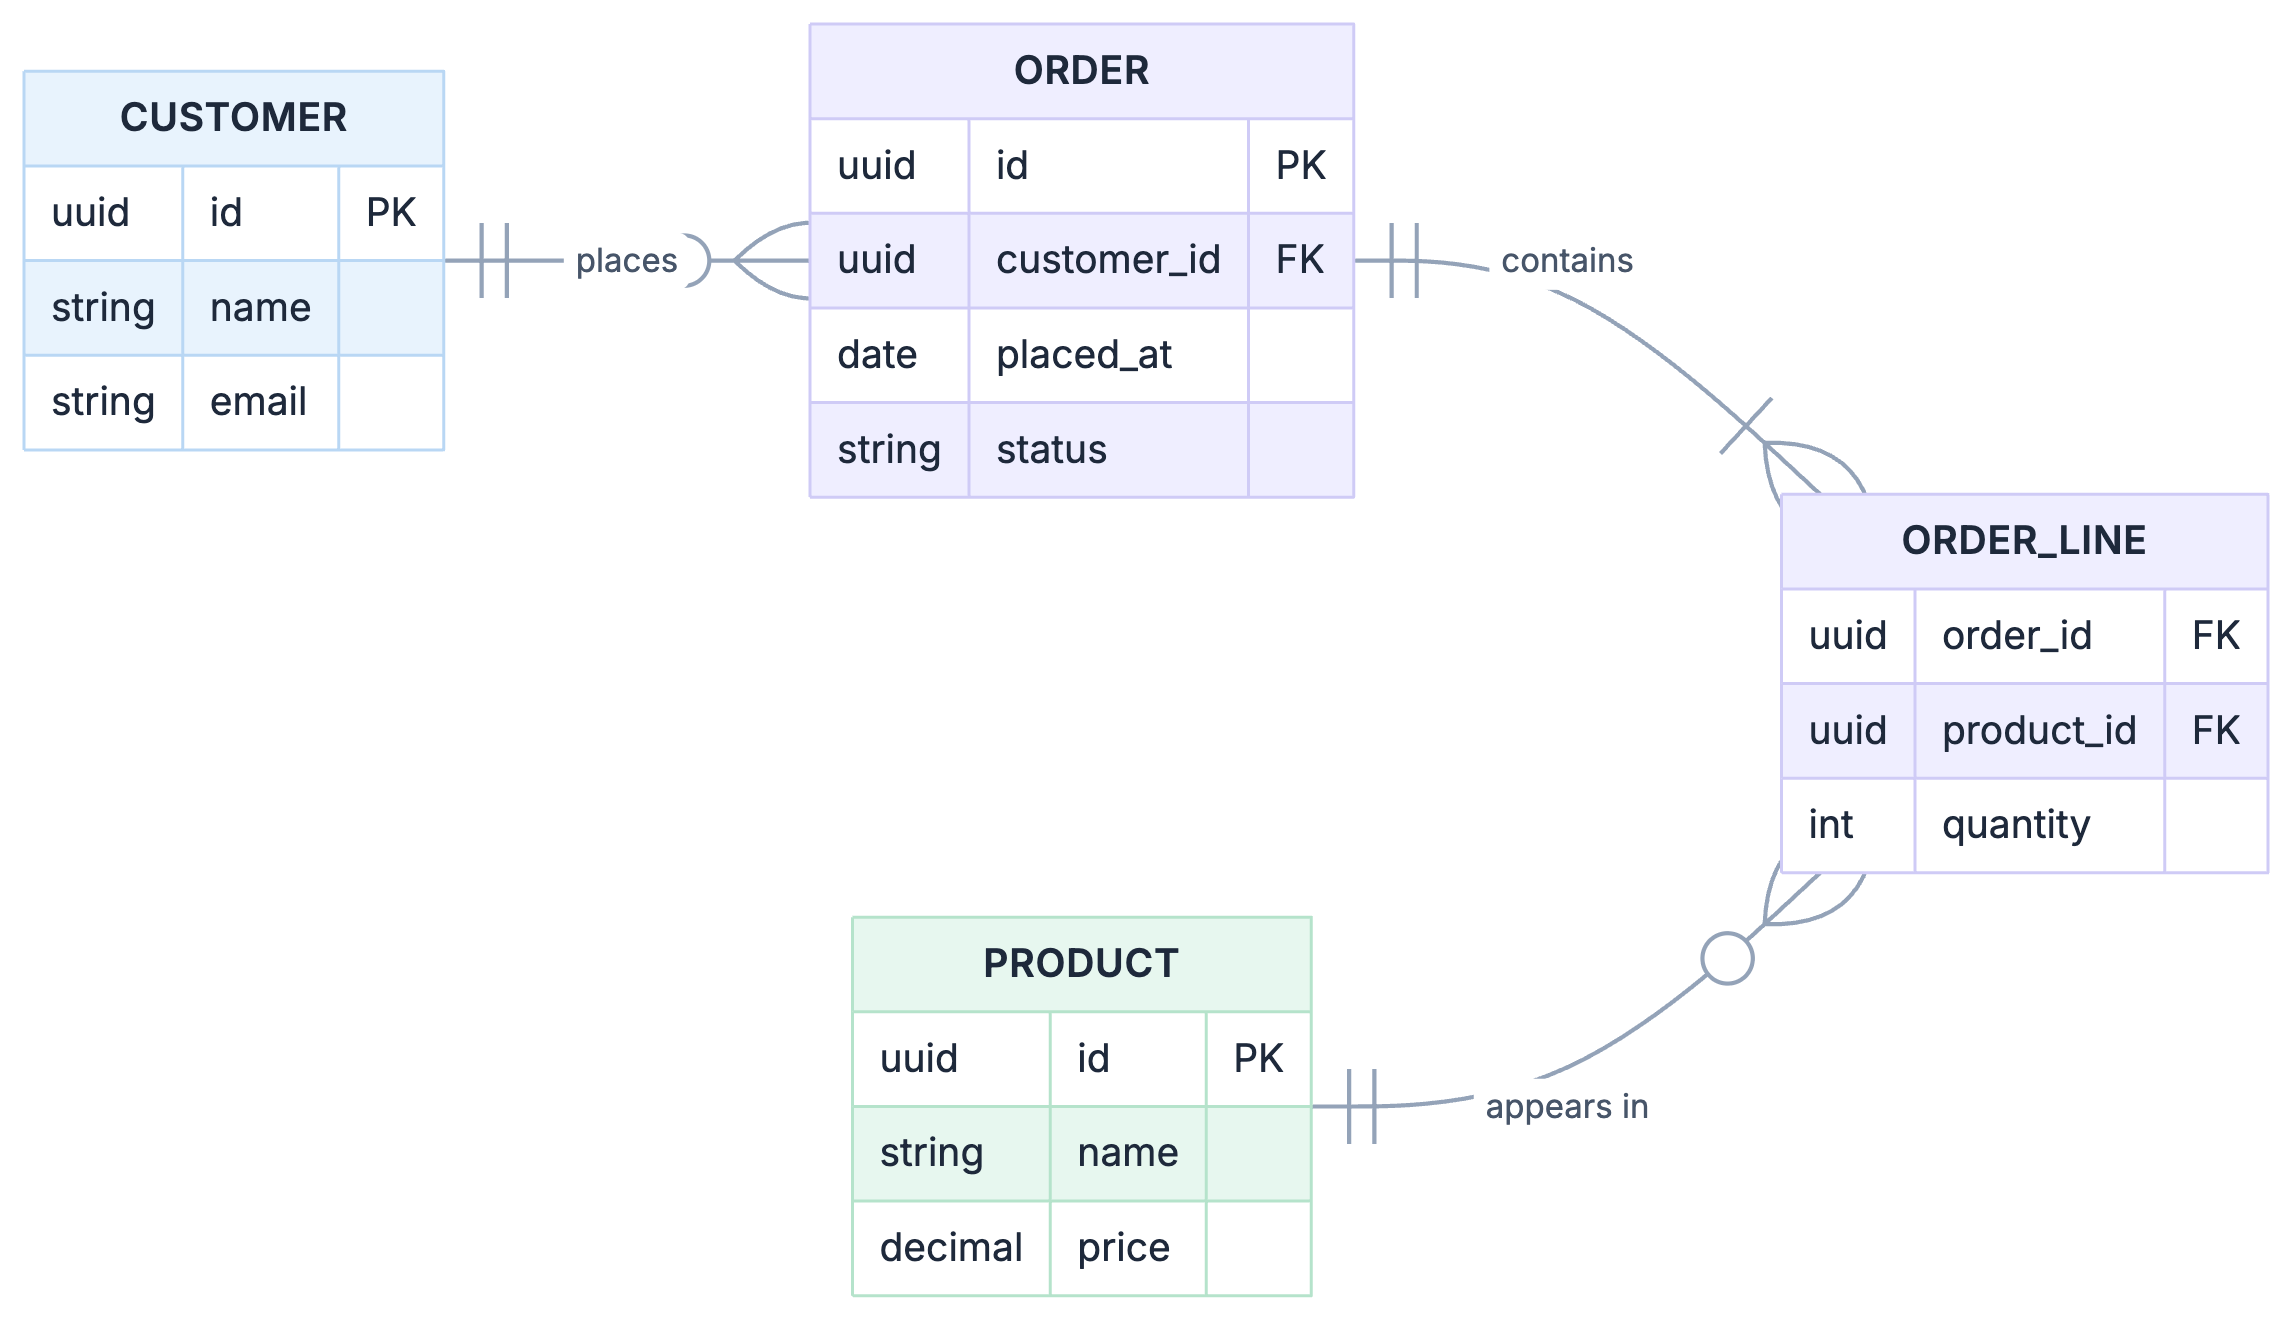 CUSTOMER
uuid id PK
string name
string email
places
ORDER
uuid id PK
uuid customer_id FK
date placed_at
string status
contains
ORDER_LINE
uuid order_id FK
uuid product_id FK
int quantity
PRODUCT
uuid id PK
string name
decimal price
appears in